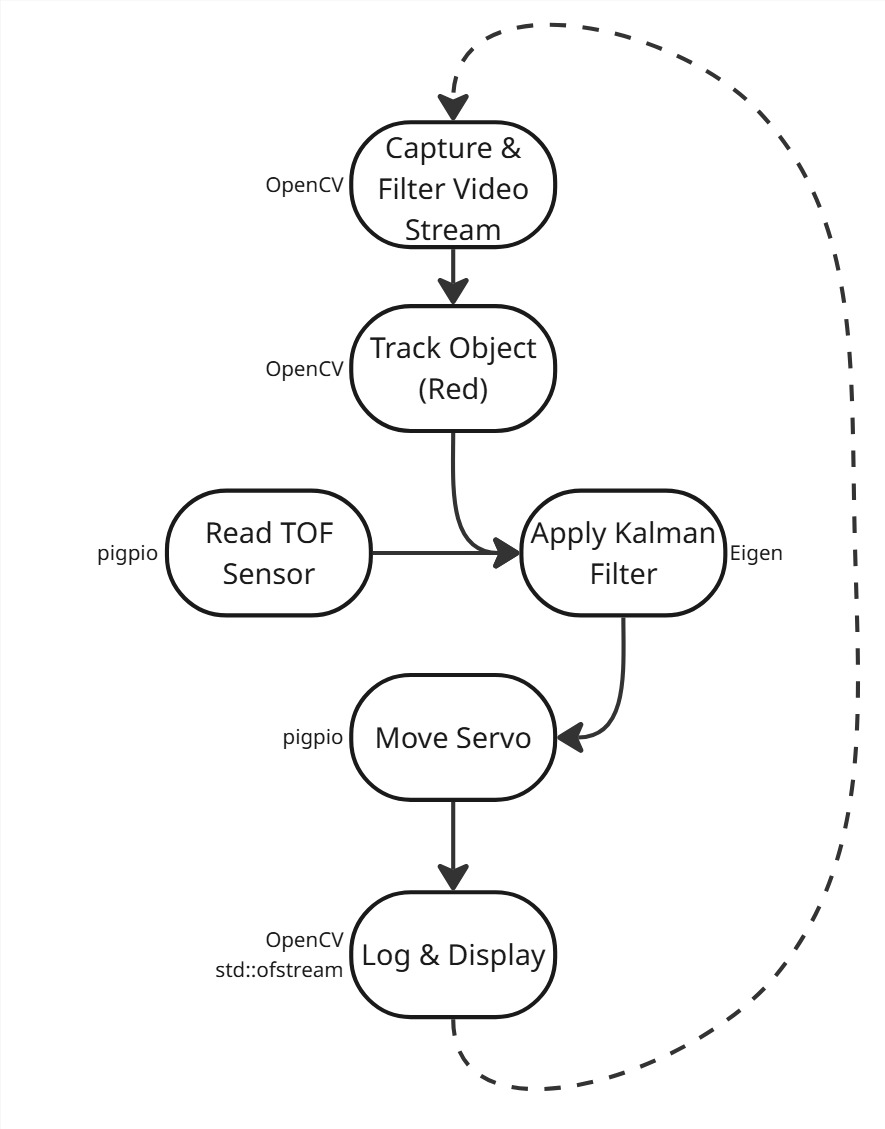 Capture &
Filter Video
Stream
OpenCV
Track Object
(Red)
OpenCV
Read TOF
Sensor
pigpio
Apply Kalman
Filter
Eigen
Move Servo
pigpio
Log & Display
OpenCV
std::ofstream